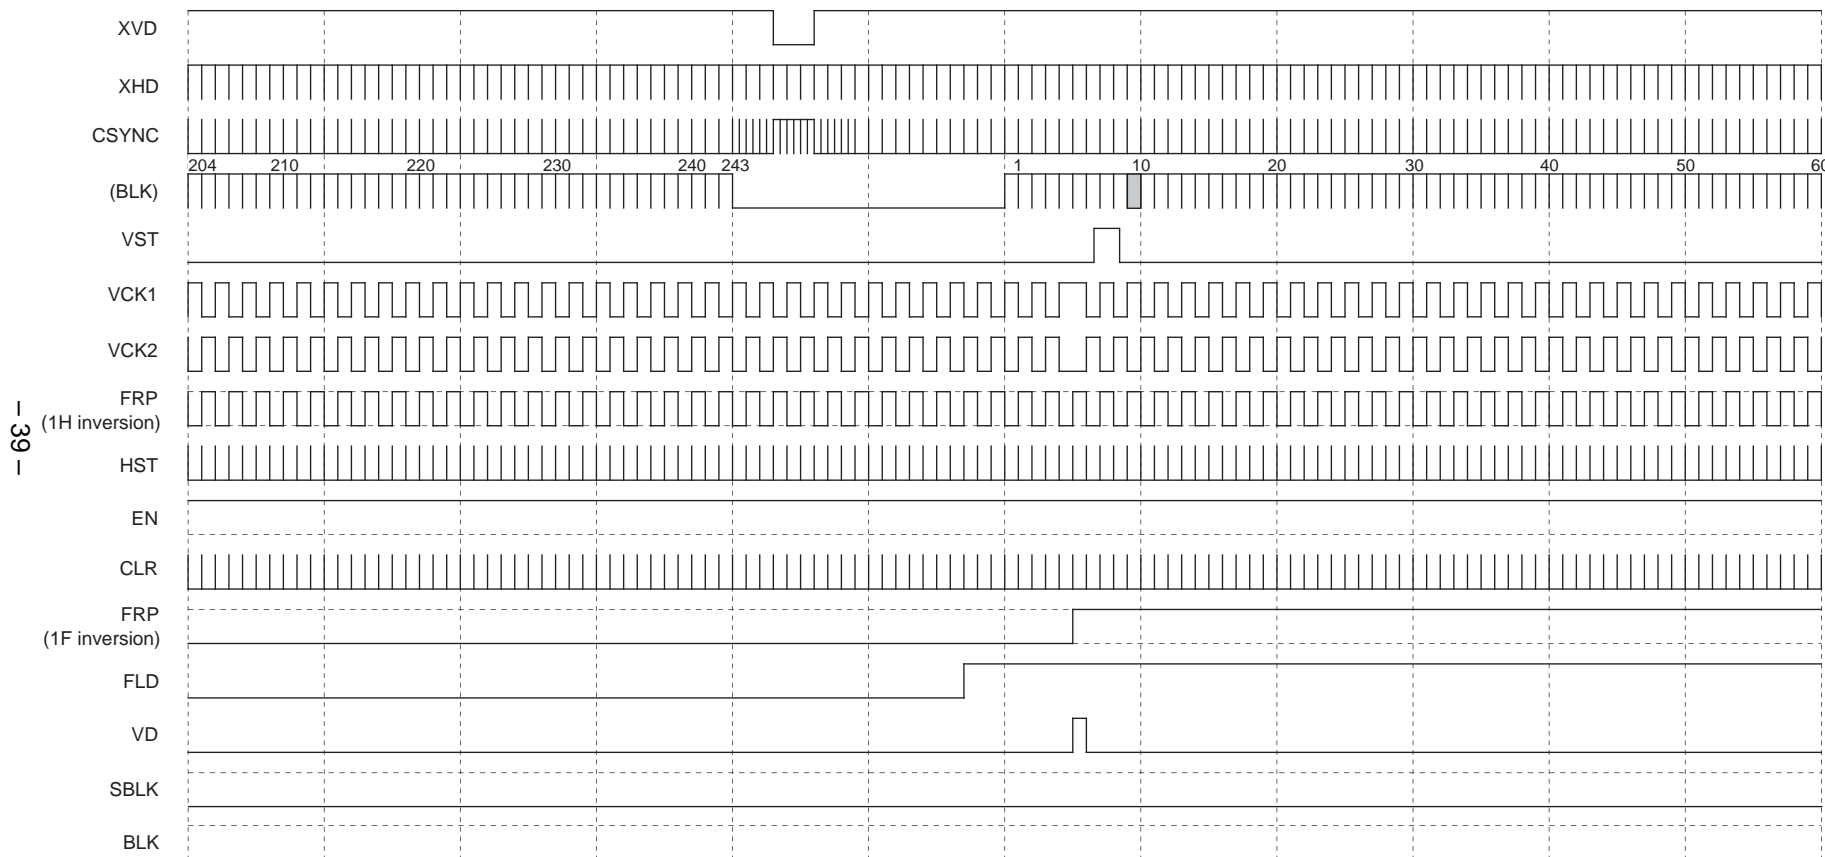 XVD
XHD
CSYNC
204 210 220 230 240 243 1 10 20 30 40 50 60
(BLK)
VST
VCK1
VCK2
FRP
(1H inversion)
– 39 –
HST
EN
CLR
FRP
(1F inversion)
FLD
VD
SBLK
BLK